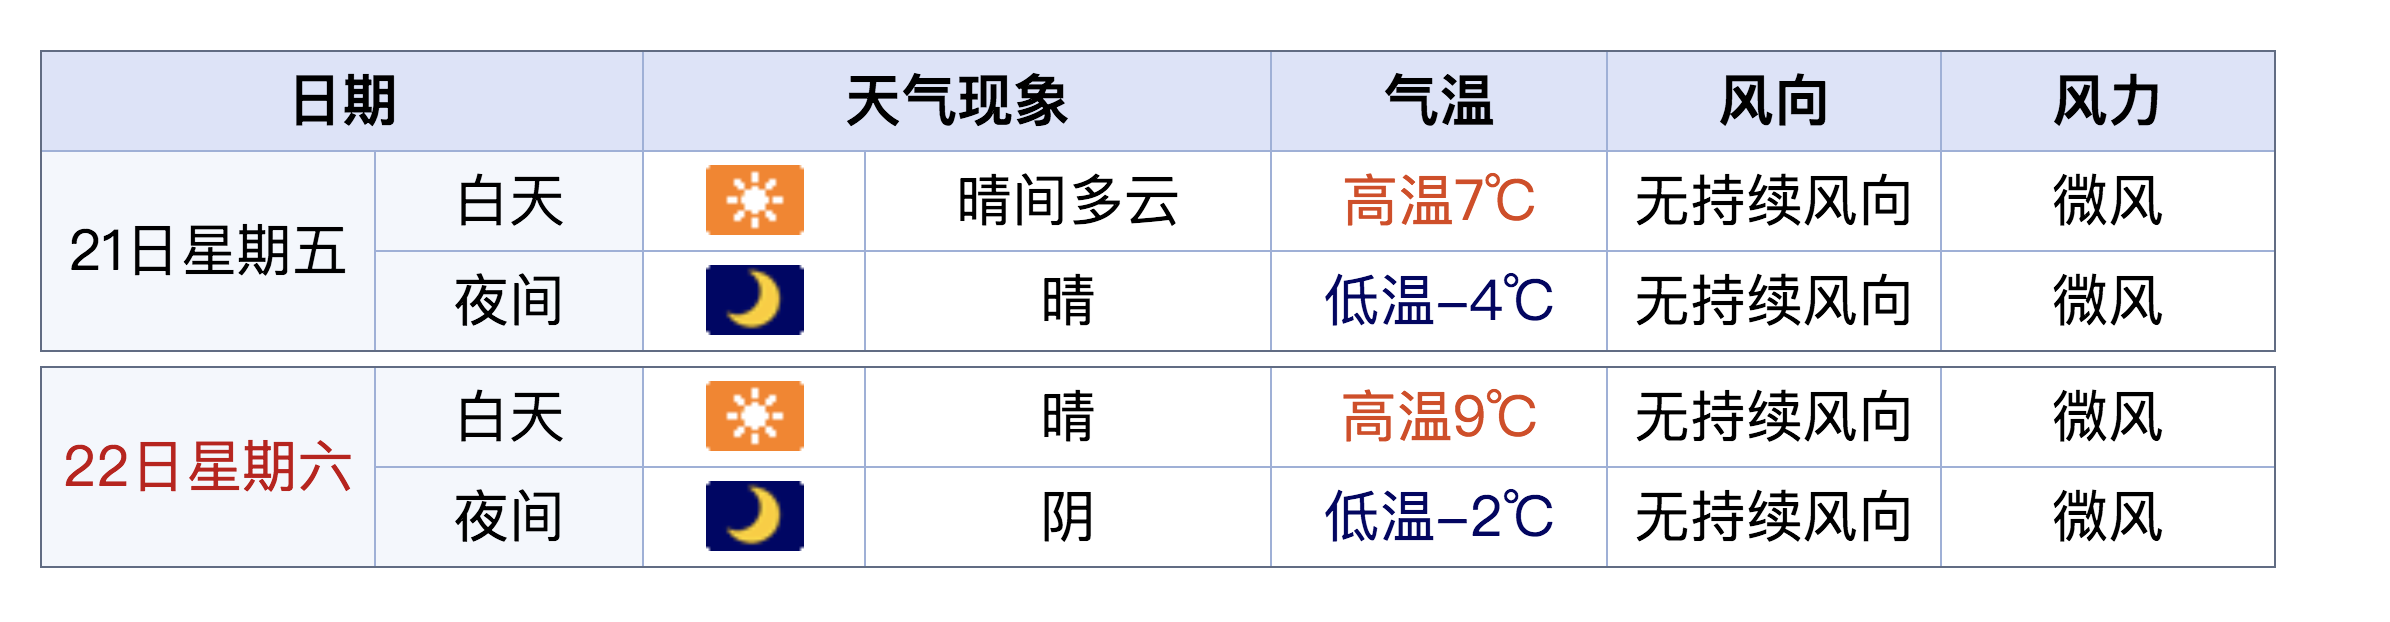 日期 天气现象 气温 风向 风力
21日星期五 白天 晴间多云 高温7℃ 无持续风向 微风
夜间 晴 低温-4℃ 无持续风向 微风
22日星期六 白天 晴 高温9℃ 无持续风向 微风
夜间 阴 低温-2℃ 无持续风向 微风